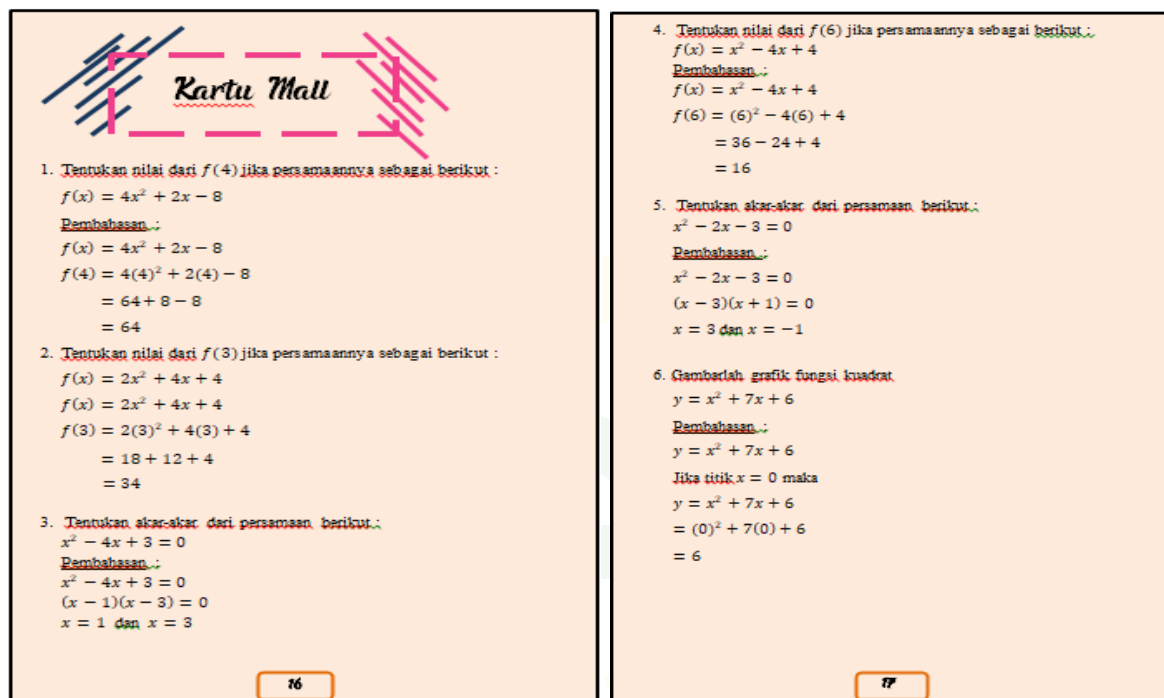 Kartu Mall
1. Tentukan nilai dari f(4) jika persamaannya sebagai berikut :
f(x) = 4x² + 2x − 8
Pembahasan :
f(x) = 4x² + 2x − 8
f(4) = 4(4)² + 2(4) − 8
= 64 + 8 − 8
= 64
2. Tentukan nilai dari f(3) jika persamaannya sebagai berikut :
f(x) = 2x² + 4x + 4
f(x) = 2x² + 4x + 4
f(3) = 2(3)² + 4(3) + 4
= 18 + 12 + 4
= 34
3. Tentukan akar-akar dari persamaan berikut :
x² − 4x + 3 = 0
Pembahasan :
x² − 4x + 3 = 0
(x − 1)(x − 3) = 0
x = 1 dan x = 3
16
4. Tentukan nilai dari f(6) jika persamaannya sebagai berikut :
f(x) = x² − 4x + 4
Pembahasan :
f(x) = x² − 4x + 4
f(6) = (6)² − 4(6) + 4
= 36 − 24 + 4
= 16
5. Tentukan akar-akar dari persamaan berikut :
x² − 2x − 3 = 0
Pembahasan :
x² − 2x − 3 = 0
(x − 3)(x + 1) = 0
x = 3 dan x = −1
6. Gambarlah grafik fungsi kuadrat
y = x² + 7x + 6
Pembahasan :
y = x² + 7x + 6
Jika titik x = 0 maka
y = x² + 7x + 6
= (0)² + 7(0) + 6
= 6
17